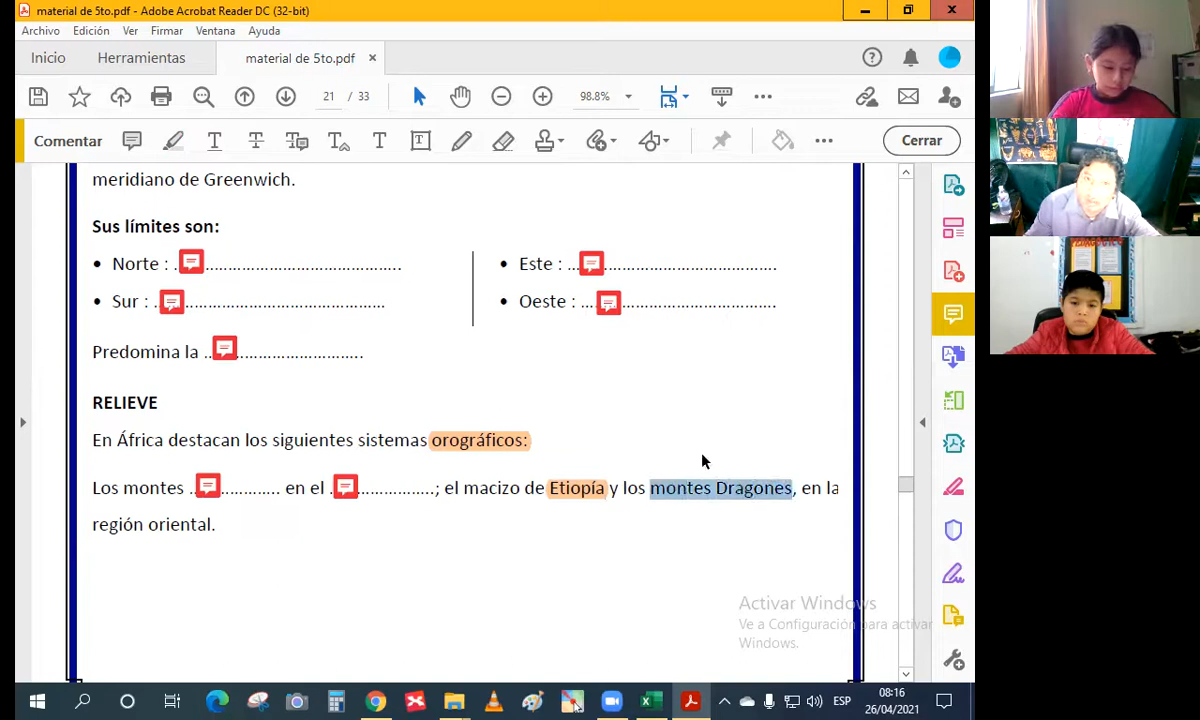 material de 5to.pdf - Adobe Acrobat Reader DC (32-bit)
Archivo Edición Ver Firmar Ventana Ayuda
Inicio Herramientas material de 5to.pdf
21 / 33 98.8%
Comentar Cerrar
meridiano de Greenwich.
Sus límites son:
• Norte : ............................................. • Este : .............................................
• Sur : ............................................. • Oeste : .............................................
Predomina la .............................
RELIEVE
En África destacan los siguientes sistemas orográficos:
Los montes ................ en el ................; el macizo de Etiopía y los montes Dragones, en la
región oriental.
Activar Windows
Ve a Configuración para activar
Windows.
ESP
08:16
26/04/2021